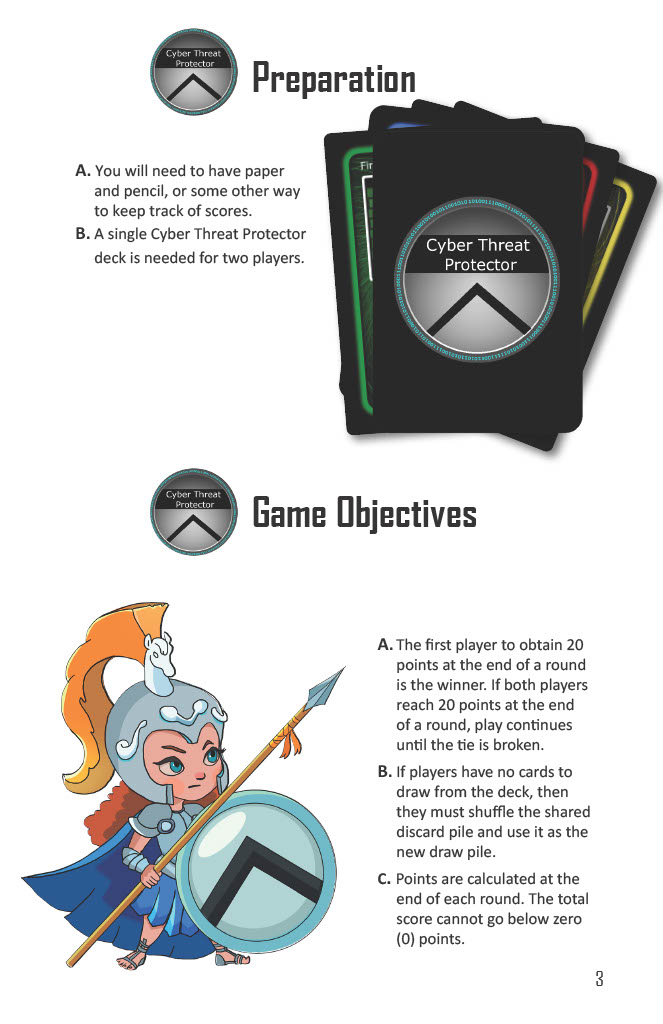 Cyber Threat
Protector
Preparation
A. You will need to have paper
and pencil, or some other way
to keep track of scores.
B. A single Cyber Threat Protector
deck is needed for two players.
Fir
Cyber Threat
Protector
Cyber Threat
Protector
Game Objectives
A. The first player to obtain 20
points at the end of a round
is the winner. If both players
reach 20 points at the end
of a round, play continues
until the tie is broken.
B. If players have no cards to
draw from the deck, then
they must shuffle the shared
discard pile and use it as the
new draw pile.
C. Points are calculated at the
end of each round. The total
score cannot go below zero
(0) points.
3